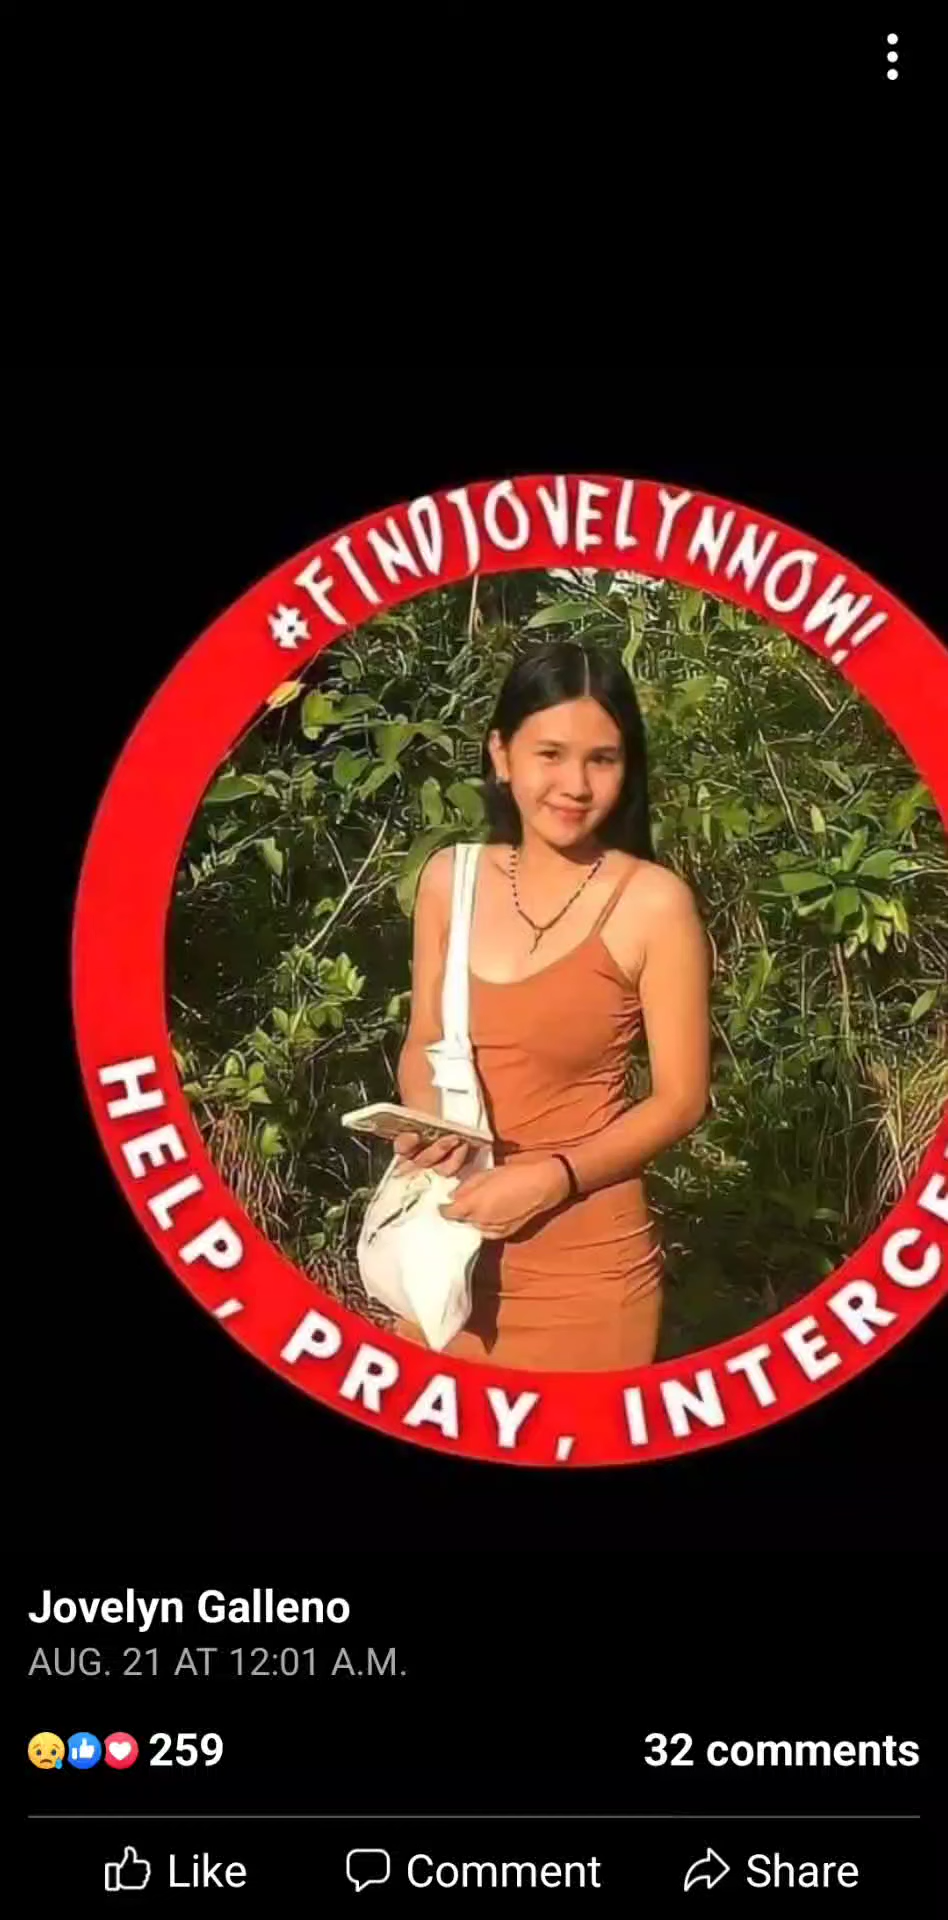 #FINDJOVELYNNOW!
HELP, PRAY, INTERCE
Jovelyn Galleno
AUG. 21 AT 12:01 A.M.
259
32 comments
Like
Comment
Share